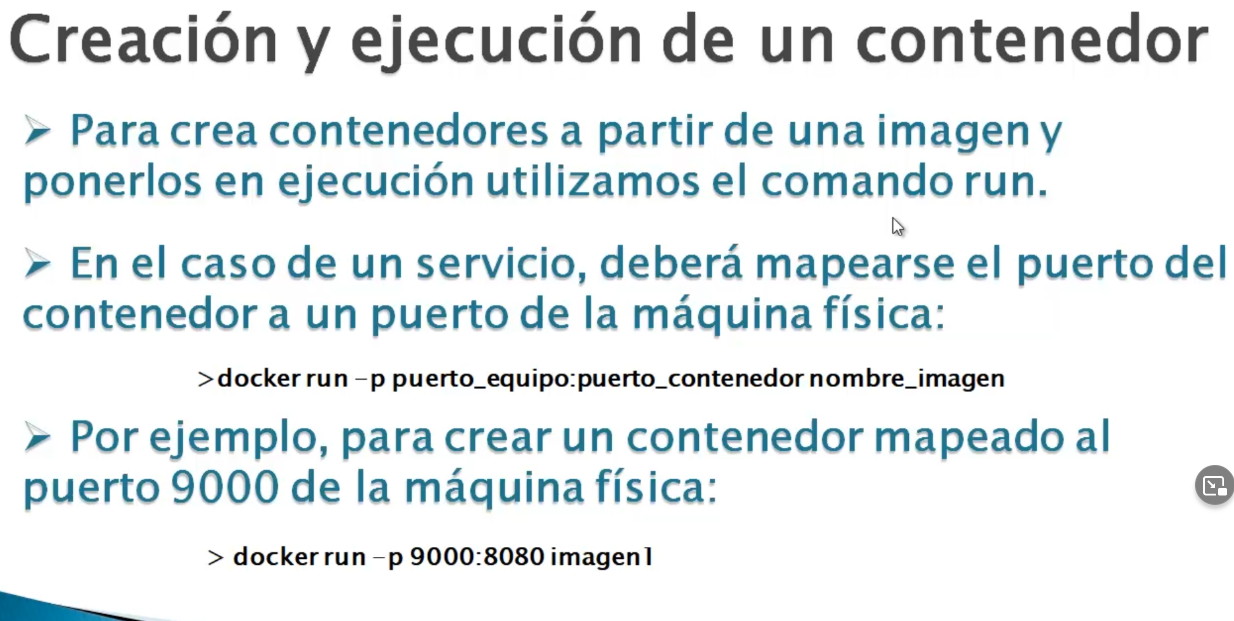 Creación y ejecución de un contenedor
➢ Para crea contenedores a partir de una imagen y
ponerlos en ejecución utilizamos el comando run.
➢ En el caso de un servicio, deberá mapearse el puerto del
contenedor a un puerto de la máquina física:
>docker run –p puerto_equipo:puerto_contenedor nombre_imagen
➢ Por ejemplo, para crear un contenedor mapeado al
puerto 9000 de la máquina física:
> docker run –p 9000:8080 imagen1